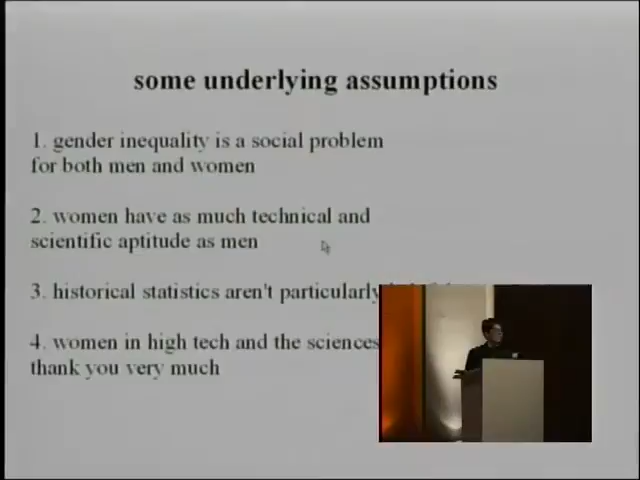 some underlying assumptions
1. gender inequality is a social problem
for both men and women
2. women have as much technical and
scientific aptitude as men
3. historical statistics aren't particularly
4. women in high tech and the sciences
thank you very much